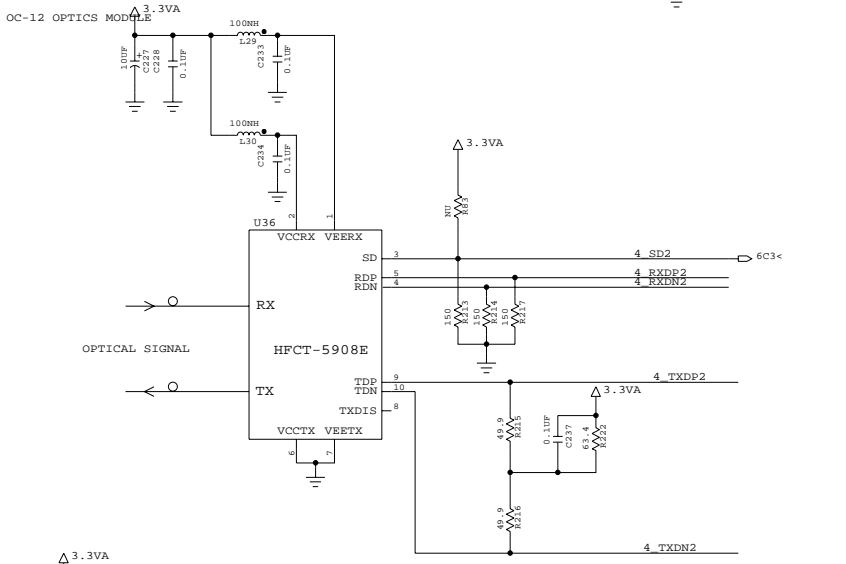 3.3VA
OC-12 OPTICS MODULE
100NH
L29
10UF
C227
C228
0.1UF
C233
0.1UF
100NH
L30
C234
0.1UF
3.3VA
NU
R83
U36
2
1
VCCRX VEERX
SD 3 4_SD2 6C3<
RDP 5 4_RXDP2
RDN 4 4_RXDN2
RX
150
R213
150
R214
150
R217
OPTICAL SIGNAL
HFCT-5908E
TDP 9 4_TXDP2
TDN 10
3.3VA
TX
TXDIS 8
VCCTX VEETX
6
7
49.9
R215
0.1UF
C237
63.4
R222
49.9
R216
4_TXDN2
3.3VA